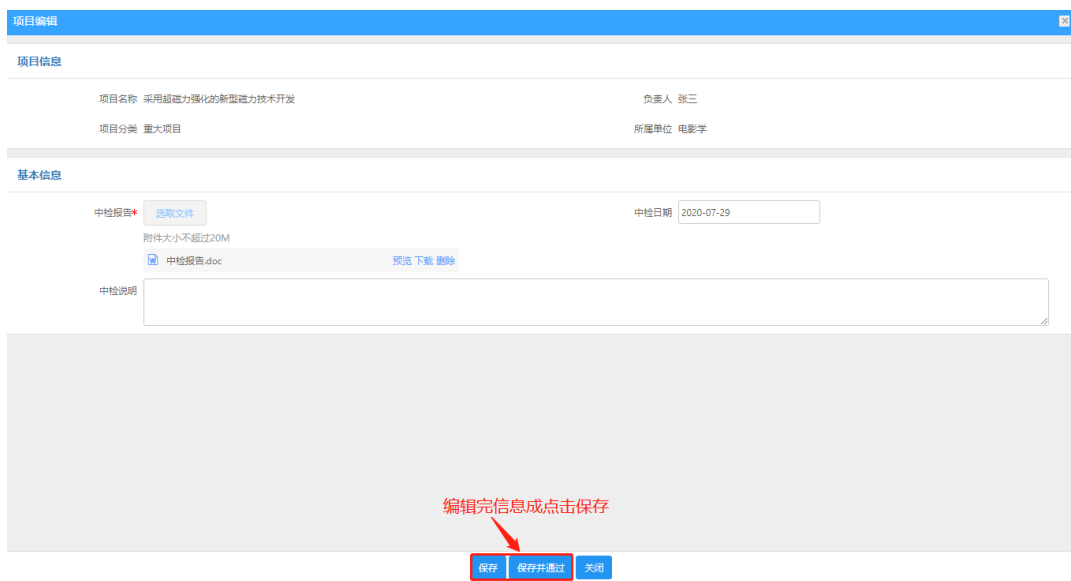 项目编辑
项目信息
项目名称 采用超磁力强化的新型磁力技术开发 负责人 张三
项目分类 重大项目 所属单位 电影学
基本信息
中检报告* 选取文件 中检日期 2020-07-29
附件大小不超过20M
中检报告.doc 预览 下载 删除
中检说明
编辑完信息成点击保存
保存 保存并通过 关闭